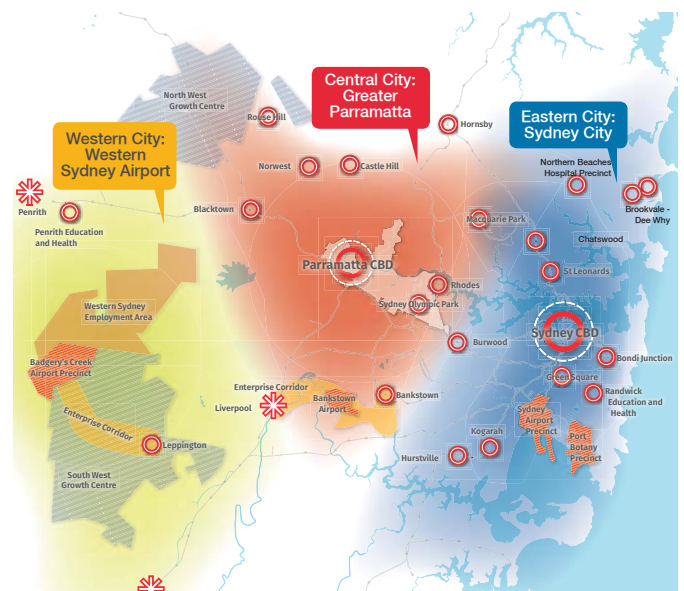 Central City:
Greater
Parramatta
North West
Growth Centre
Rouse Hill
Hornsby
Eastern City:
Sydney City
Western City:
Western
Sydney Airport
Norwest
Castle Hill
Northern Beaches
Hospital Precinct
Penrith
Penrith Education
and Health
Blacktown
Macquarie Park
Brookvale -
Dee Why
Chatswood
Parramatta CBD
St Leonards
Rhodes
Sydney Olympic Park
Western Sydney
Employment Area
Sydney CBD
Burwood
Badgery's Creek
Airport Precinct
Bondi Junction
Green Square
Enterprise Corridor
Liverpool
Bankstown
Airport
Bankstown
Randwick
Education and
Health
Enterprise Corridor
Leppington
Sydney
Airport
Precinct
Kogarah
Port
Botany
Precinct
Hurstville
South West
Growth Centre